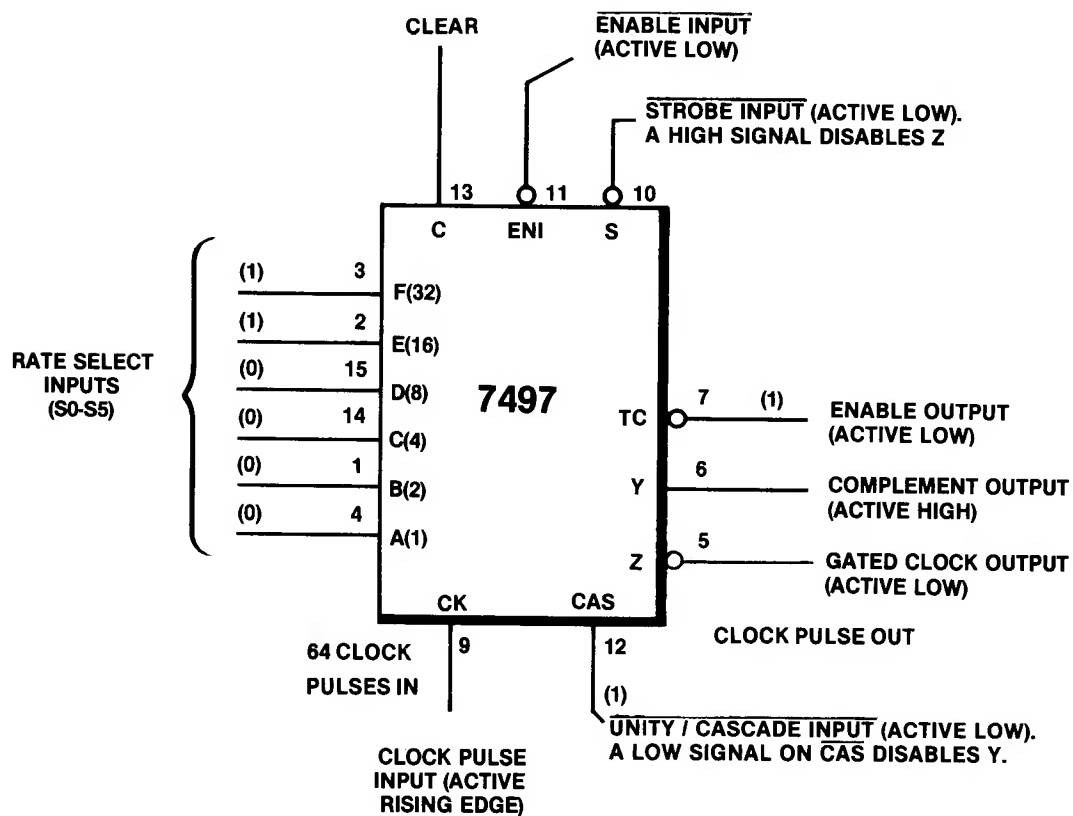 CLEAR
ENABLE INPUT
(ACTIVE LOW)
STROBE INPUT (ACTIVE LOW).
A HIGH SIGNAL DISABLES Z
13
11
10
C
ENI
S
RATE SELECT
INPUTS
(S0-S5)
(1) 3 F(32)
(1) 2 E(16)
(0) 15 D(8)
(0) 14 C(4)
(0) 1 B(2)
(0) 4 A(1)
7497
TC 7 (1) ENABLE OUTPUT
(ACTIVE LOW)
Y 6 COMPLEMENT OUTPUT
(ACTIVE HIGH)
Z 5 GATED CLOCK OUTPUT
(ACTIVE LOW)
CK
CAS
CLOCK PULSE OUT
64 CLOCK
PULSES IN
9
12
(1)
UNITY / CASCADE INPUT (ACTIVE LOW).
A LOW SIGNAL ON CAS DISABLES Y.
CLOCK PULSE
INPUT (ACTIVE
RISING EDGE)